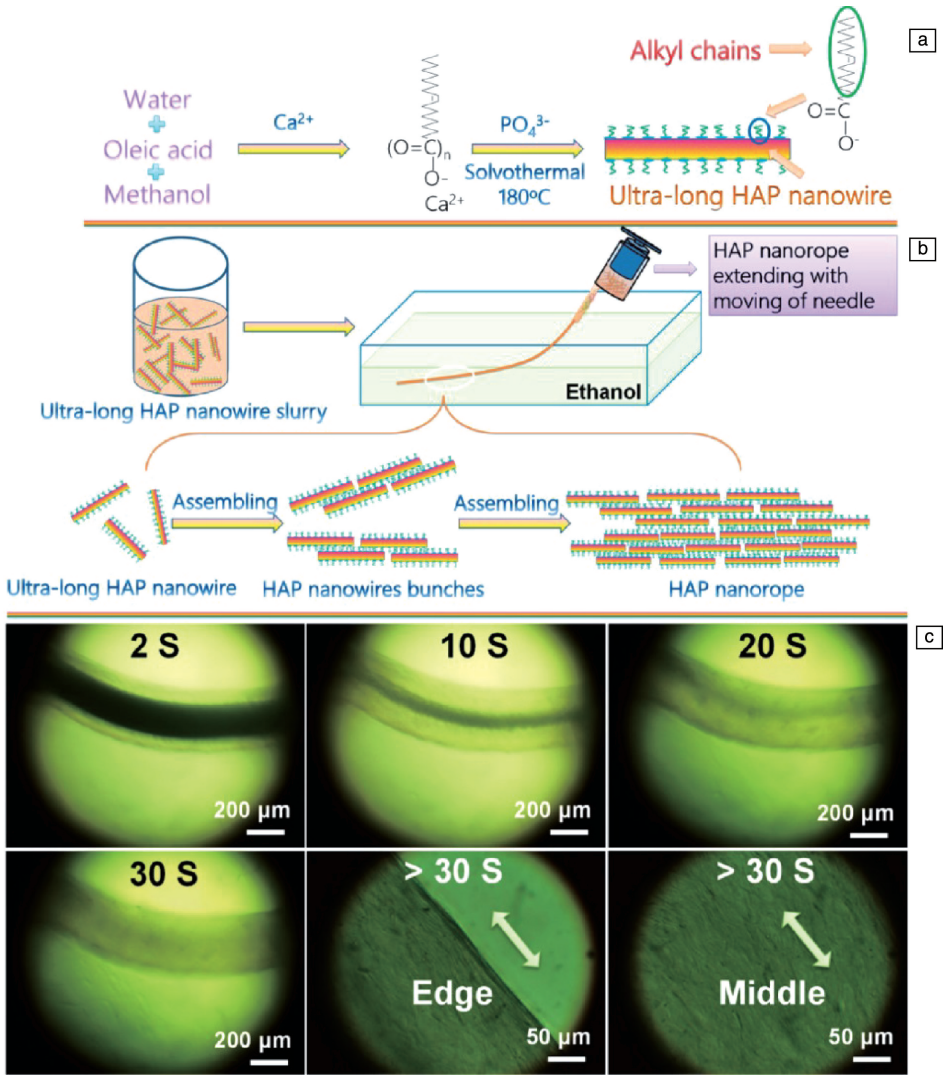 a
Alkyl chains
Water
+
Oleic acid
+
Methanol
Ca²⁺
(O=C)n
O⁻
Ca²⁺
PO₄³⁻
Solvothermal
180ºC
O=C
O⁻
Ultra-long HAP nanowire
b
HAP nanorope
extending with
moving of needle
Ethanol
Ultra-long HAP nanowire slurry
Assembling
Assembling
Ultra-long HAP nanowire
HAP nanowires bunches
HAP nanorope
c
2 S
200 μm
10 S
200 μm
20 S
200 μm
30 S
200 μm
> 30 S
Edge
50 μm
> 30 S
Middle
50 μm